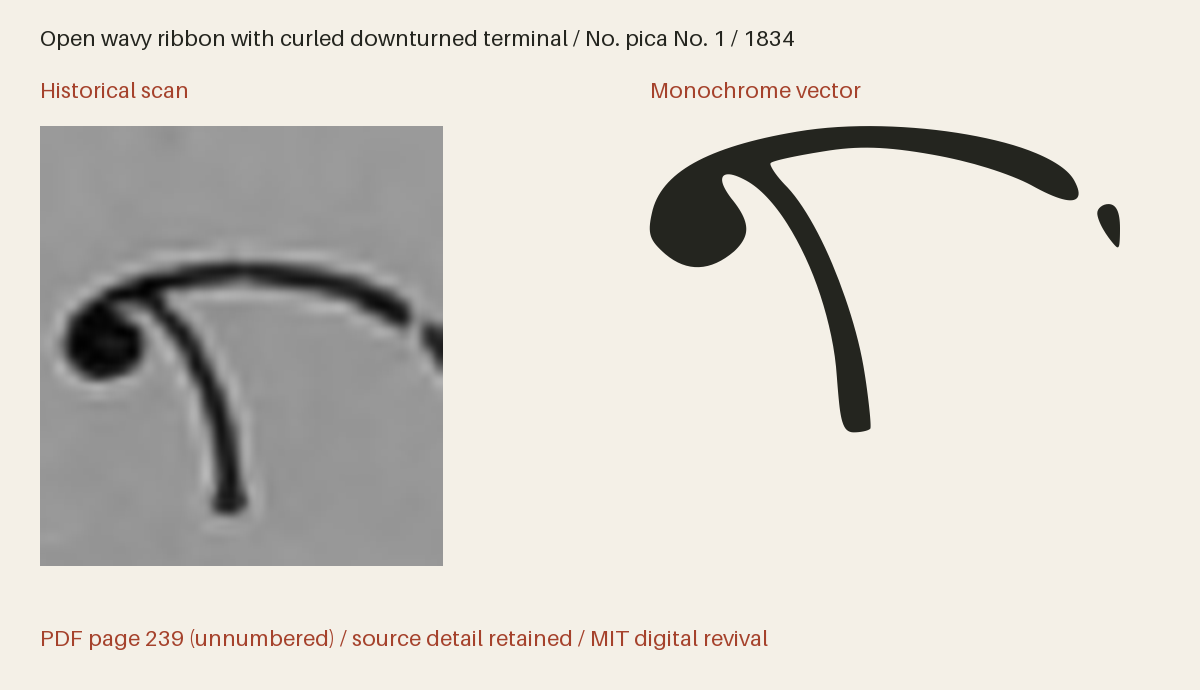 Open wavy ribbon with curled downturned terminal / No. pica No. 1 / 1834
Historical scan
Monochrome vector
PDF page 239 (unnumbered) / source detail retained / MIT digital revival